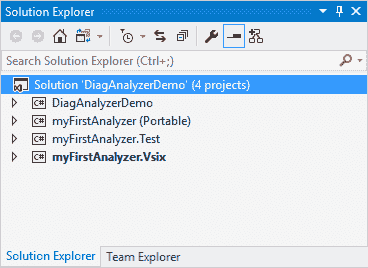 Solution Explorer
Search Solution Explorer (Ctrl+;)
Solution 'DiagAnalyzerDemo' (4 projects)
C# DiagAnalyzerDemo
C# myFirstAnalyzer (Portable)
C# myFirstAnalyzer.Test
C# myFirstAnalyzer.Vsix
Solution Explorer Team Explorer